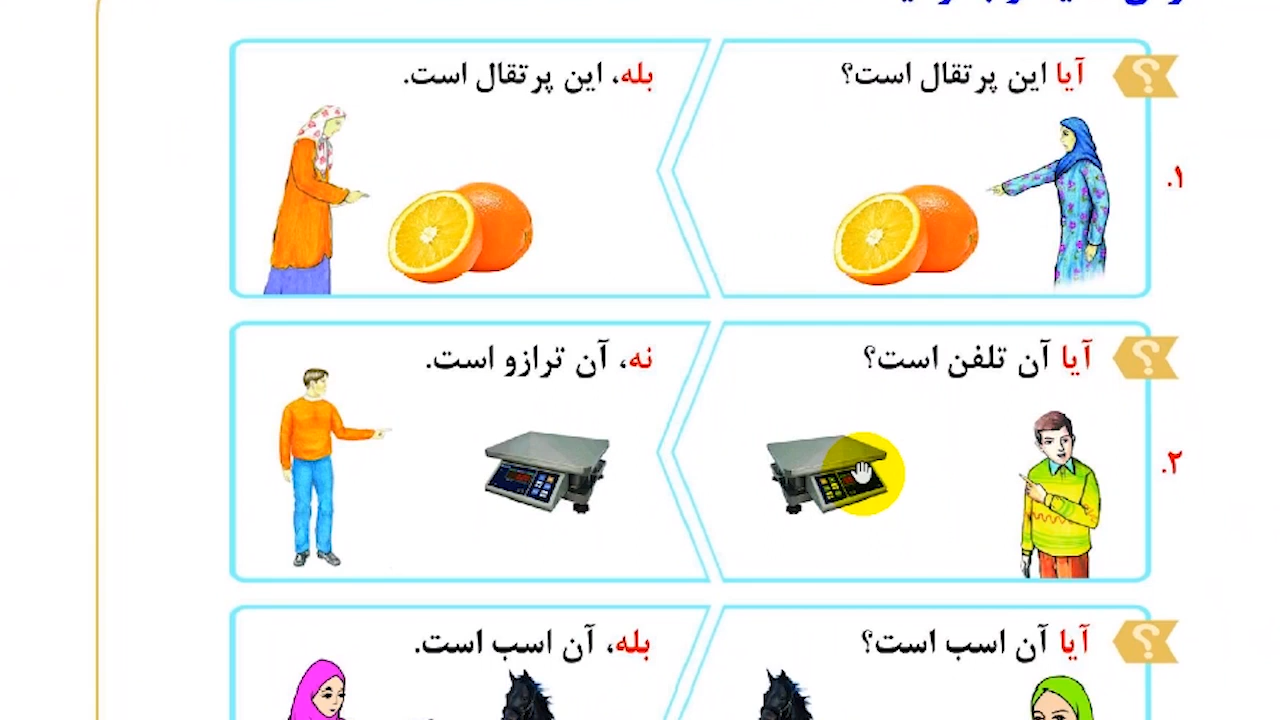 ؟
آیا این پرتقال است؟
بله، این پرتقال است.
۱.
؟
آیا آن تلفن است؟
نه، آن ترازو است.
۲.
؟
آیا آن اسب است؟
بله، آن اسب است.